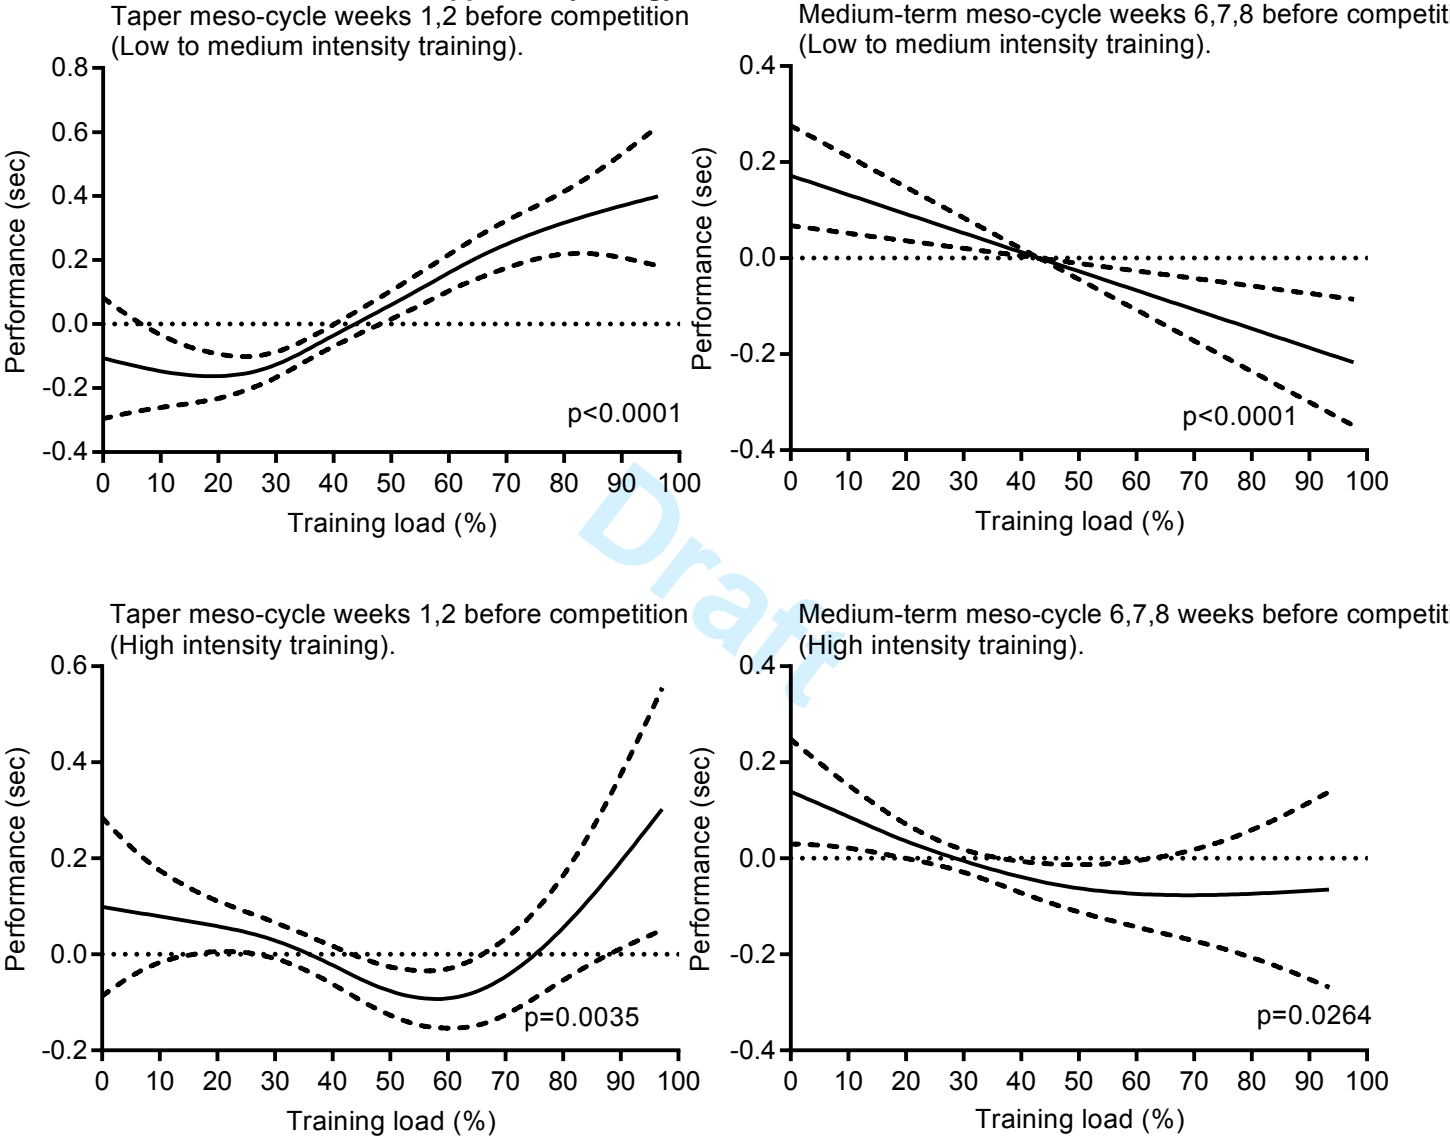 Taper meso-cycle weeks 1,2 before competition
(Low to medium intensity training).
0.8
0.6
0.4
0.2
0.0
-0.2
-0.4
Performance (sec)
p<0.0001
0 10 20 30 40 50 60 70 80 90 100
Training load (%)
Medium-term meso-cycle weeks 6,7,8 before competiti
(Low to medium intensity training).
0.4
0.2
0.0
-0.2
-0.4
Performance (sec)
p<0.0001
0 10 20 30 40 50 60 70 80 90 100
Training load (%)
Draft
Taper meso-cycle weeks 1,2 before competition
(High intensity training).
0.6
0.4
0.2
0.0
-0.2
Performance (sec)
p=0.0035
0 10 20 30 40 50 60 70 80 90 100
Training load (%)
Medium-term meso-cycle 6,7,8 weeks before competiti
(High intensity training).
0.4
0.2
0.0
-0.2
-0.4
Performance (sec)
p=0.0264
0 10 20 30 40 50 60 70 80 90 100
Training load (%)